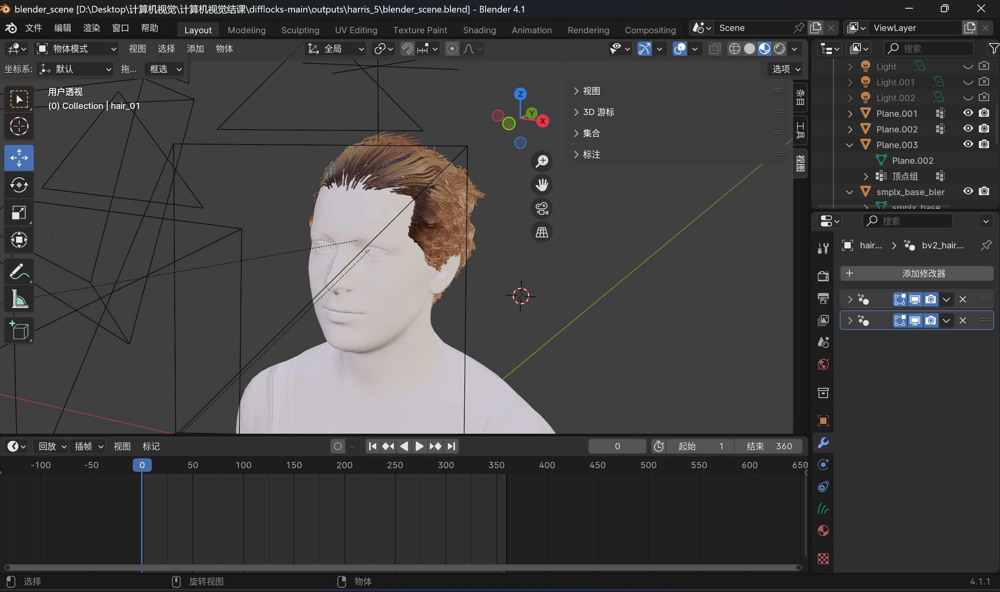 blender_scene [D:\Desktop\计算机视觉\计算机视觉结课\difflocks-main\outputs\harris_5\blender_scene.blend] - Blender 4.1
文件 编辑 渲染 窗口 帮助 Layout Modeling Sculpting UV Editing Texture Paint Shading Animation Rendering Compositing Scene ViewLayer
物体模式 视图 选择 添加 物体 全局 搜索
坐标系: 默认 拖... 框选 选项
用户透视
(0) Collection | hair_01
Z
Y
X
视图
3D 游标
集合
标注
条目
工具
视图
Light
Light.001
Light.002
Plane.001
Plane.002
Plane.003
Plane.002
顶点组
smplx_base_bler
smplx_base
搜索
hair... bv2_hair...
添加修改器
回放 插帧 视图 标记 0 起始 1 结束 360
-100 -50 0 50 100 150 200 250 300 350 400 450 500 550 600 650
选择 旋转视图 物体 4.1.1